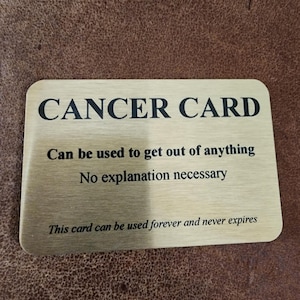 CANCER CARD
Can be used to get out of anything
No explanation necessary
This card can be used forever and never expires